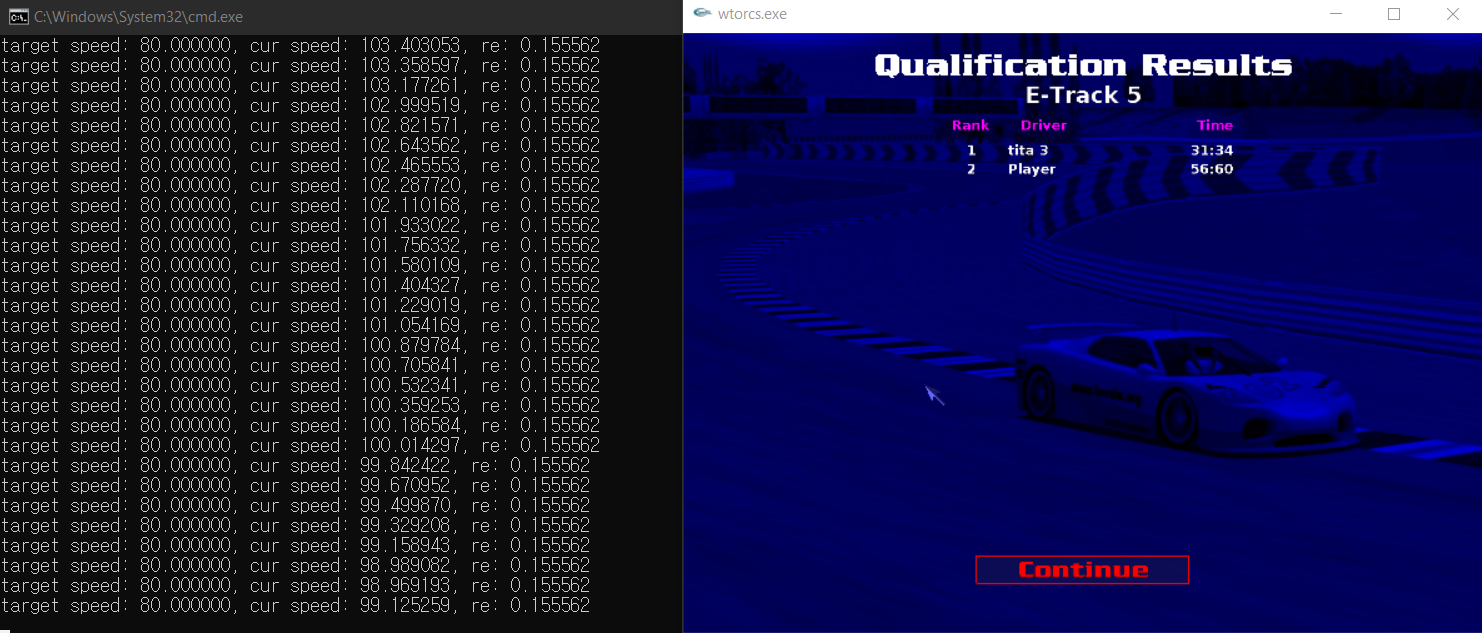 C:\Windows\System32\cmd.exe
target speed: 80.000000, cur speed: 103.403053, re: 0.155562
target speed: 80.000000, cur speed: 103.358597, re: 0.155562
target speed: 80.000000, cur speed: 103.177261, re: 0.155562
target speed: 80.000000, cur speed: 102.999519, re: 0.155562
target speed: 80.000000, cur speed: 102.821571, re: 0.155562
target speed: 80.000000, cur speed: 102.643562, re: 0.155562
target speed: 80.000000, cur speed: 102.465553, re: 0.155562
target speed: 80.000000, cur speed: 102.287720, re: 0.155562
target speed: 80.000000, cur speed: 102.110168, re: 0.155562
target speed: 80.000000, cur speed: 101.933022, re: 0.155562
target speed: 80.000000, cur speed: 101.756332, re: 0.155562
target speed: 80.000000, cur speed: 101.580109, re: 0.155562
target speed: 80.000000, cur speed: 101.404327, re: 0.155562
target speed: 80.000000, cur speed: 101.229019, re: 0.155562
target speed: 80.000000, cur speed: 101.054169, re: 0.155562
target speed: 80.000000, cur speed: 100.879784, re: 0.155562
target speed: 80.000000, cur speed: 100.705841, re: 0.155562
target speed: 80.000000, cur speed: 100.532341, re: 0.155562
target speed: 80.000000, cur speed: 100.359253, re: 0.155562
target speed: 80.000000, cur speed: 100.186584, re: 0.155562
target speed: 80.000000, cur speed: 100.014297, re: 0.155562
target speed: 80.000000, cur speed: 99.842422, re: 0.155562
target speed: 80.000000, cur speed: 99.670952, re: 0.155562
target speed: 80.000000, cur speed: 99.499870, re: 0.155562
target speed: 80.000000, cur speed: 99.329208, re: 0.155562
target speed: 80.000000, cur speed: 99.158943, re: 0.155562
target speed: 80.000000, cur speed: 98.989082, re: 0.155562
target speed: 80.000000, cur speed: 98.969193, re: 0.155562
target speed: 80.000000, cur speed: 99.125259, re: 0.155562
wtorcs.exe
Qualification Results
E-Track 5
Rank Driver Time
1 tita 3 31:34
2 Player 56:60
Continue